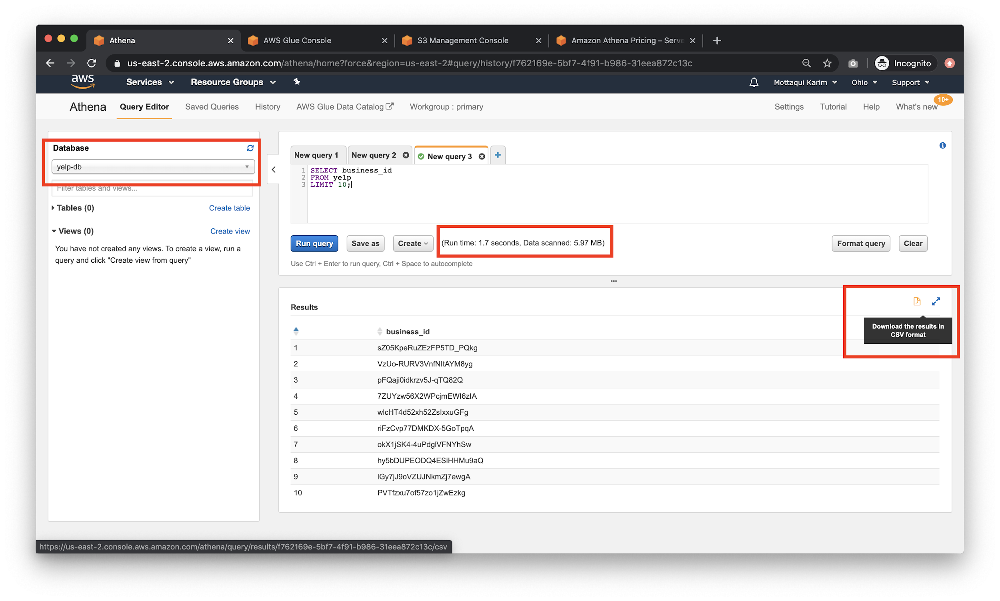 Athena
AWS Glue Console
S3 Management Console
Amazon Athena Pricing – Serve
us-east-2.console.aws.amazon.com/athena/home?force&region=us-east-2#query/history/f762169e-5bf7-4f91-b986-31eea872c13c
Incognito
aws
Services
Resource Groups
Mottaqui Karim
Ohio
Support
Athena
Query Editor
Saved Queries
History
AWS Glue Data Catalog
Workgroup : primary
Settings
Tutorial
Help
What's new
10+
Database
yelp-db
Filter tables and views...
Tables (0)
Create table
Views (0)
Create view
You have not created any views. To create a view, run a
query and click "Create view from query"
New query 1
New query 2
New query 3
1 SELECT business_id
2 FROM yelp
3 LIMIT 10;
Run query
Save as
Create
(Run time: 1.7 seconds, Data scanned: 5.97 MB)
Format query
Clear
Use Ctrl + Enter to run query, Ctrl + Space to autocomplete
Results
Download the results in
CSV format
business_id
1 sZ05KpeRuZEzFP5TD_PQkg
2 VzUo-RURV3VnfNItAYM8yg
3 pFQaji0idkrzv5J-qTQ82Q
4 7ZUYzw56X2WPcjmEWI6zIA
5 wlcHT4d52xh52ZsIxxuGFg
6 riFzCvp77DMKDX-5GoTpqA
7 okX1jSK4-4uPdglVFNYhSw
8 hy5bDUPEODQ4ESiHHMu9aQ
9 lGy7jJ9oVZUJNkmZj7ewgA
10 PVTfzxu7of57zo1jZwEzkg
https://us-east-2.console.aws.amazon.com/athena/query/results/f762169e-5bf7-4f91-b986-31eea872c13c/csv